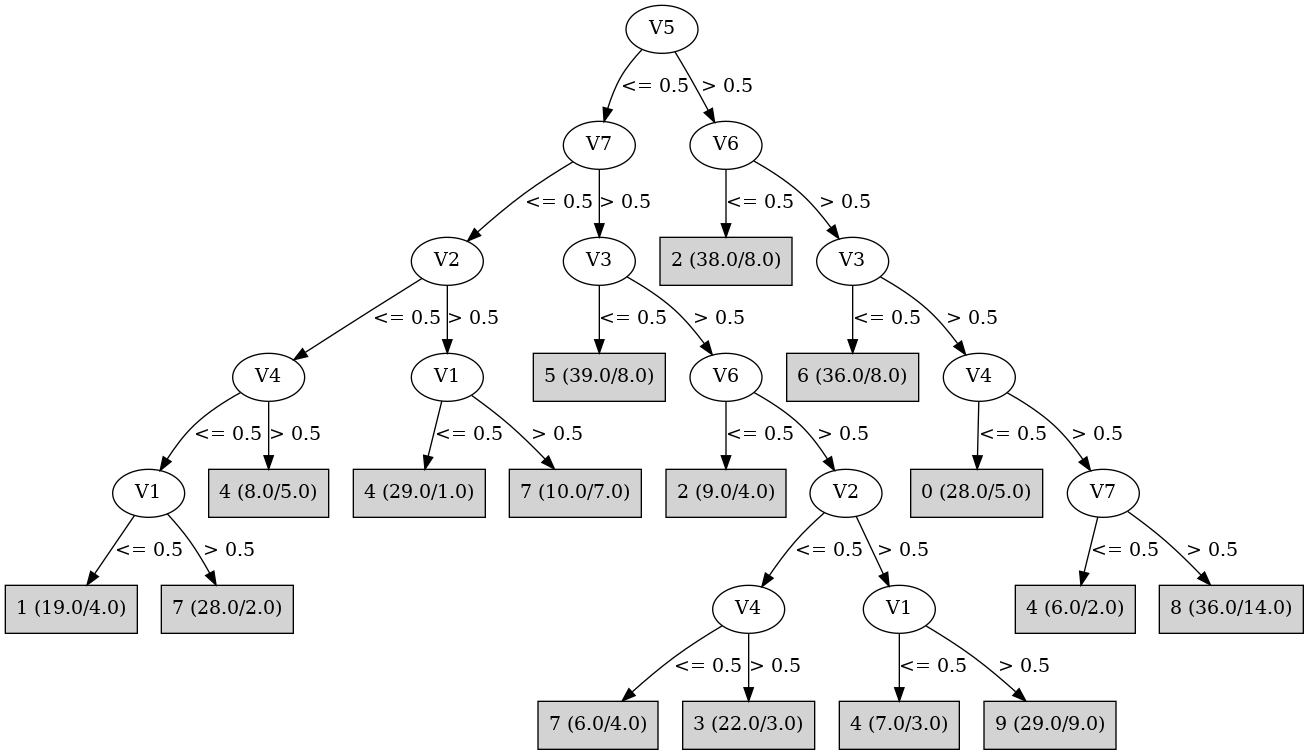 V5
<= 0.5 > 0.5
V7 V6
<= 0.5 > 0.5 <= 0.5 > 0.5
V2 V3 2 (38.0/8.0) V3
<= 0.5 > 0.5 <= 0.5 > 0.5 <= 0.5 > 0.5
V4 V1 5 (39.0/8.0) V6 6 (36.0/8.0) V4
<= 0.5 > 0.5 <= 0.5 > 0.5 <= 0.5 > 0.5 <= 0.5 > 0.5
V1 4 (8.0/5.0) 4 (29.0/1.0) 7 (10.0/7.0) 2 (9.0/4.0) V2 0 (28.0/5.0) V7
<= 0.5 > 0.5 <= 0.5 > 0.5 <= 0.5 > 0.5
1 (19.0/4.0) 7 (28.0/2.0) V4 V1 4 (6.0/2.0) 8 (36.0/14.0)
<= 0.5 > 0.5 <= 0.5 > 0.5
7 (6.0/4.0) 3 (22.0/3.0) 4 (7.0/3.0) 9 (29.0/9.0)